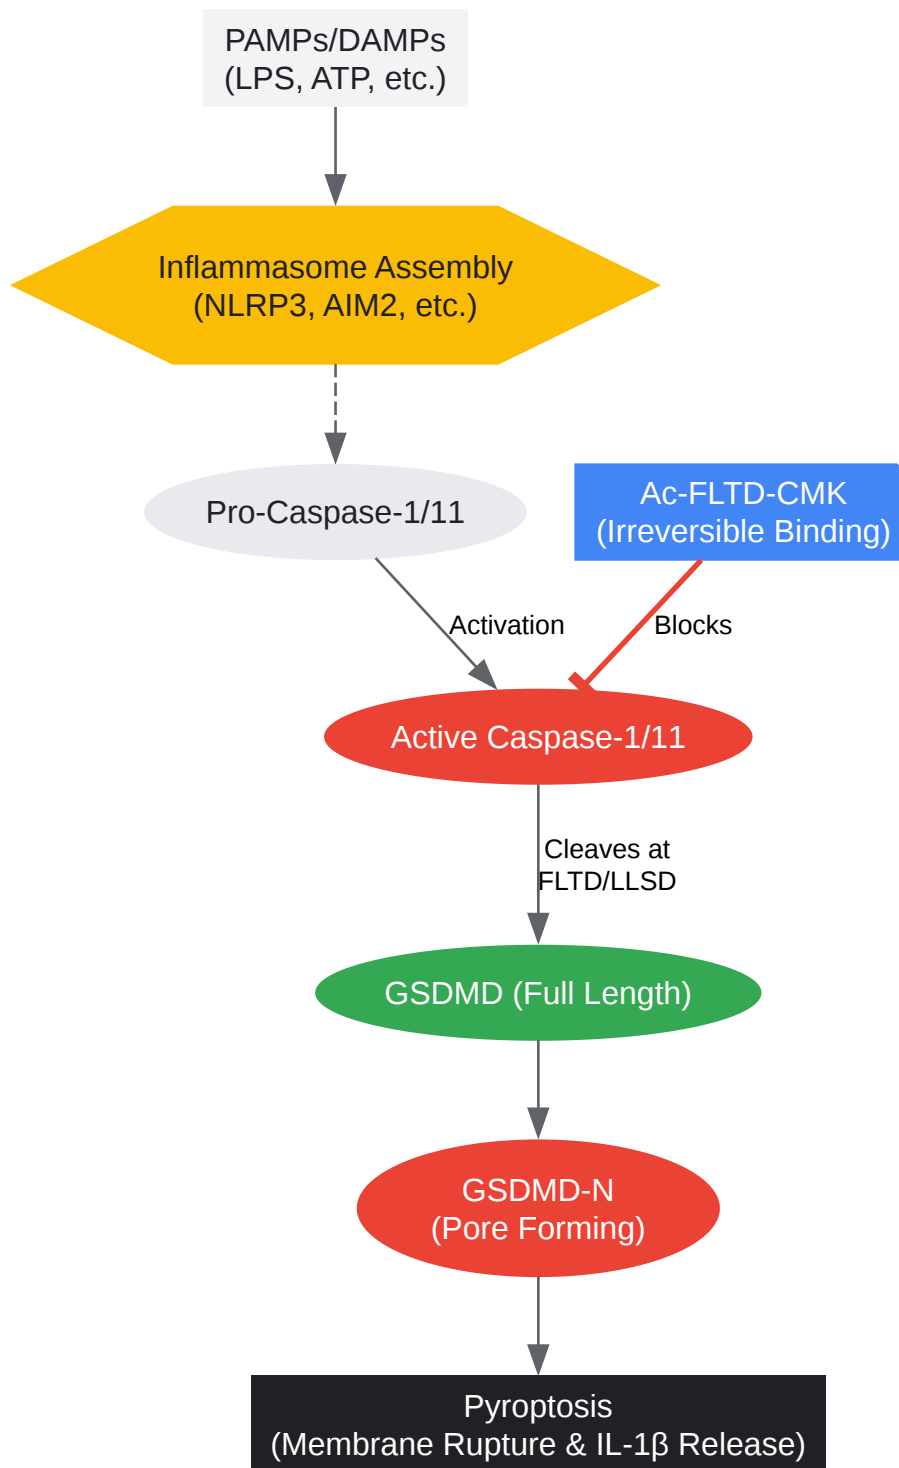 PAMPs/DAMPs
(LPS, ATP, etc.)
Inflammasome Assembly
(NLRP3, AIM2, etc.)
Pro-Caspase-1/11
Ac-FLTD-CMK
(Irreversible Binding)
Activation
Blocks
Active Caspase-1/11
Cleaves at
FLTD/LLSD
GSDMD (Full Length)
GSDMD-N
(Pore Forming)
Pyroptosis
(Membrane Rupture & IL-1β Release)